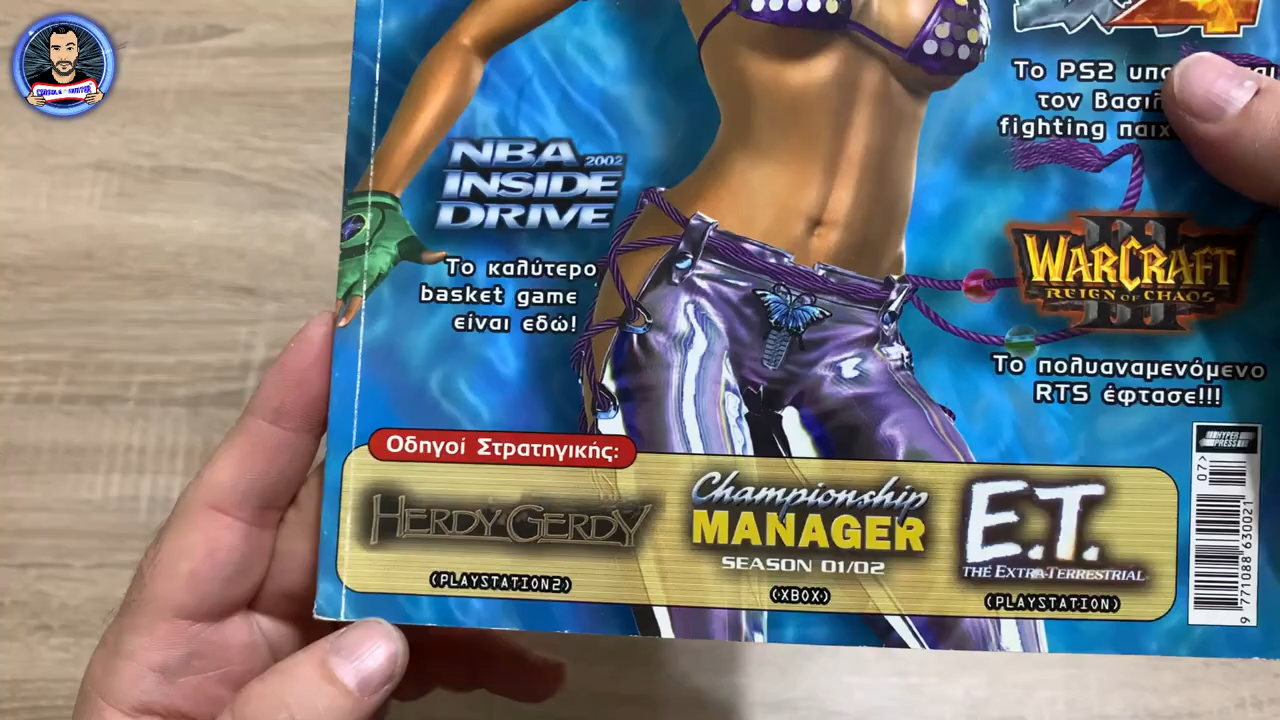 CONSOLE HUNTER
Το PS2 υπο
τον Βασιλ
fighting παιχ
NBA 2002
INSIDE
DRIVE
Το καλύτερο
basket game
είναι εδώ!
WARCRAFT III
REIGN OF CHAOS
Το πολυαναμενόμενο
RTS έφτασε!!!
Οδηγοί Στρατηγικής:
HERDY GERDY
(PLAYSTATION2)
Championship
MANAGER
SEASON 01/02
(XBOX)
E.T.
THE EXTRA-TERRESTRIAL
(PLAYSTATION)
HYPER
PRESS
07>
9 771088 630021